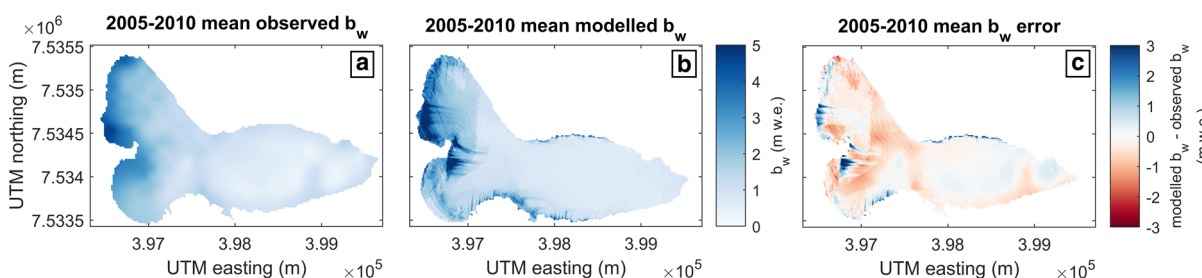 2005-2010 mean observed b_w
2005-2010 mean modelled b_w
2005-2010 mean b_w error
×10^6
7.5355
7.535
7.5345
7.534
7.5335
UTM northing (m)
a
b
c
5
4
3
2
1
0
b_w (m w.e.)
3
2
1
0
-1
-2
-3
modelled b_w - observed b_w
(m w.e.)
3.97
3.98
3.99
3.97
3.98
3.99
3.97
3.98
3.99
UTM easting (m)
×10^5
UTM easting (m)
×10^5
UTM easting (m)
×10^5